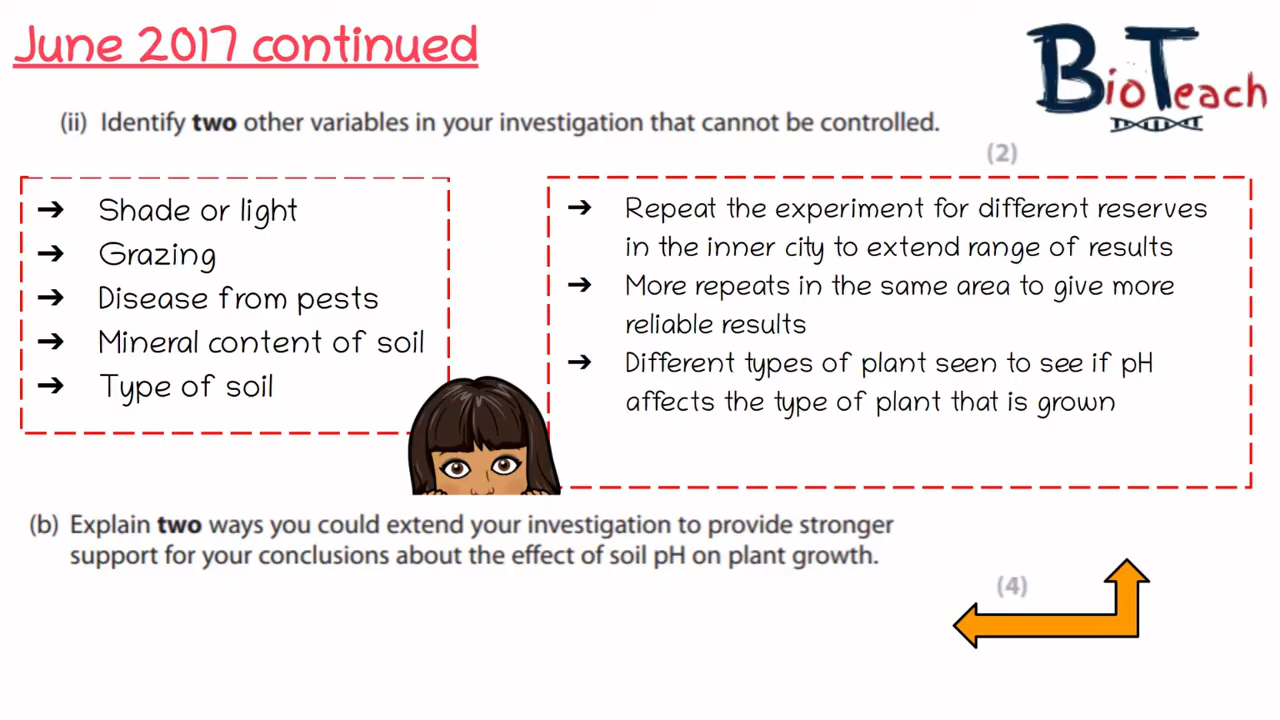 June 2017 continued
BioTeach
(ii) Identify two other variables in your investigation that cannot be controlled.
(2)
➔ Shade or light
➔ Grazing
➔ Disease from pests
➔ Mineral content of soil
➔ Type of soil
➔ Repeat the experiment for different reserves
in the inner city to extend range of results
➔ More repeats in the same area to give more
reliable results
➔ Different types of plant seen to see if pH
affects the type of plant that is grown
(b) Explain two ways you could extend your investigation to provide stronger
support for your conclusions about the effect of soil pH on plant growth.
(4)